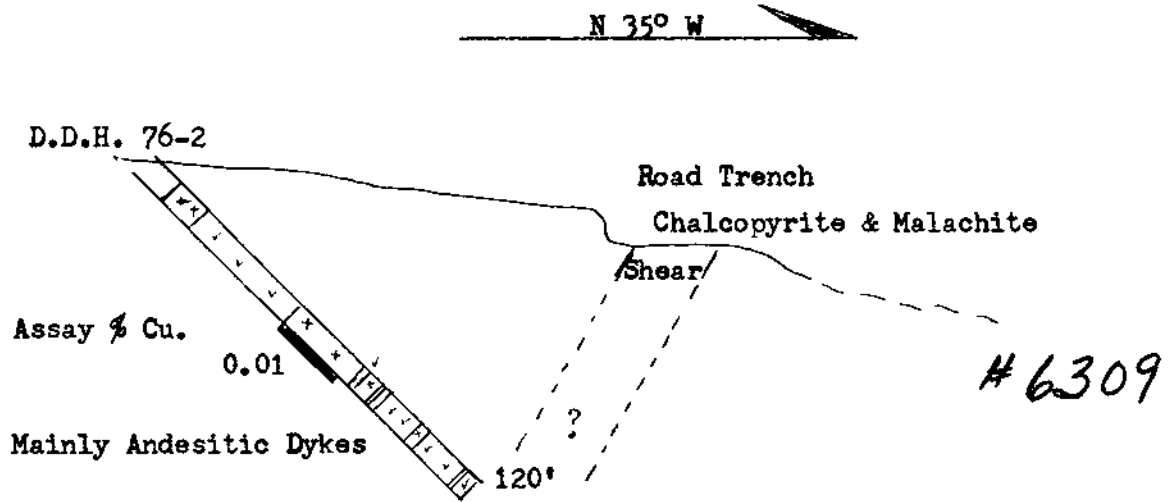 N 35° W
D.D.H. 76-2
Road Trench
Chalcopyrite & Malachite
Shear
Assay % Cu.
0.01
# 6309
?
Mainly Andesitic Dykes
120'